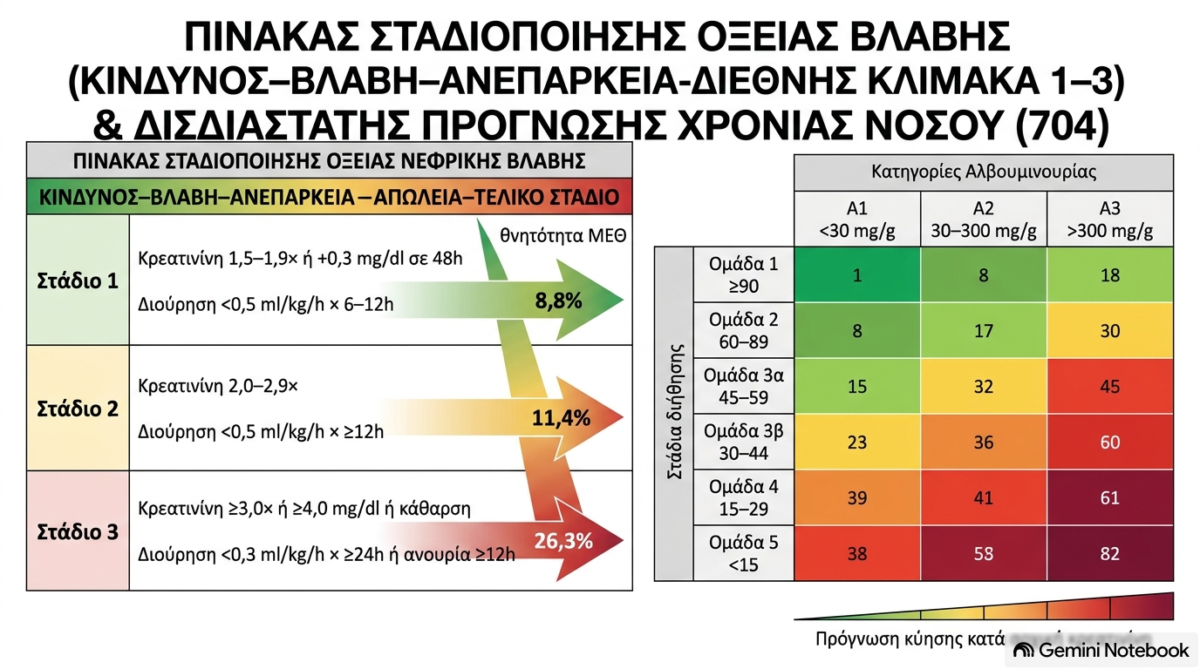 ΠΙΝΑΚΑΣ ΣΤΑΔΙΟΠΟΙΗΣΗΣ ΟΞΕΙΑΣ ΒΛΑΒΗΣ
(ΚΙΝΔΥΝΟΣ–ΒΛΑΒΗ–ΑΝΕΠΑΡΚΕΙΑ-ΔΙΕΘΝΗΣ ΚΛΙΜΑΚΑ 1–3)
& ΔΙΣΔΙΑΣΤΑΤΗΣ ΠΡΟΓΝΩΣΗΣ ΧΡΟΝΙΑΣ ΝΟΣΟΥ (704)
ΠΙΝΑΚΑΣ ΣΤΑΔΙΟΠΟΙΗΣΗΣ ΟΞΕΙΑΣ ΝΕΦΡΙΚΗΣ ΒΛΑΒΗΣ
ΚΙΝΔΥΝΟΣ–ΒΛΑΒΗ–ΑΝΕΠΑΡΚΕΙΑ–ΑΠΩΛΕΙΑ–ΤΕΛΙΚΟ ΣΤΑΔΙΟ
θνητότητα ΜΕΘ
Στάδιο 1
Κρεατινίνη 1,5–1,9× ή +0,3 mg/dl σε 48h
Διούρηση <0,5 ml/kg/h × 6–12h
8,8%
Στάδιο 2
Κρεατινίνη 2,0–2,9×
Διούρηση <0,5 ml/kg/h × ≥12h
11,4%
Στάδιο 3
Κρεατινίνη ≥3,0× ή ≥4,0 mg/dl ή κάθαρση
Διούρηση <0,3 ml/kg/h × ≥24h ή ανουρία ≥12h
26,3%
Κατηγορίες Αλβουμινουρίας
A1
<30 mg/g
A2
30–300 mg/g
A3
>300 mg/g
Στάδια διήθησης
Ομάδα 1
≥90
1
8
18
Ομάδα 2
60–89
8
17
30
Ομάδα 3α
45–59
15
32
45
Ομάδα 3β
30–44
23
36
60
Ομάδα 4
15–29
39
41
61
Ομάδα 5
<15
38
58
82
Πρόγνωση κύησης κατά
Gemini Notebook